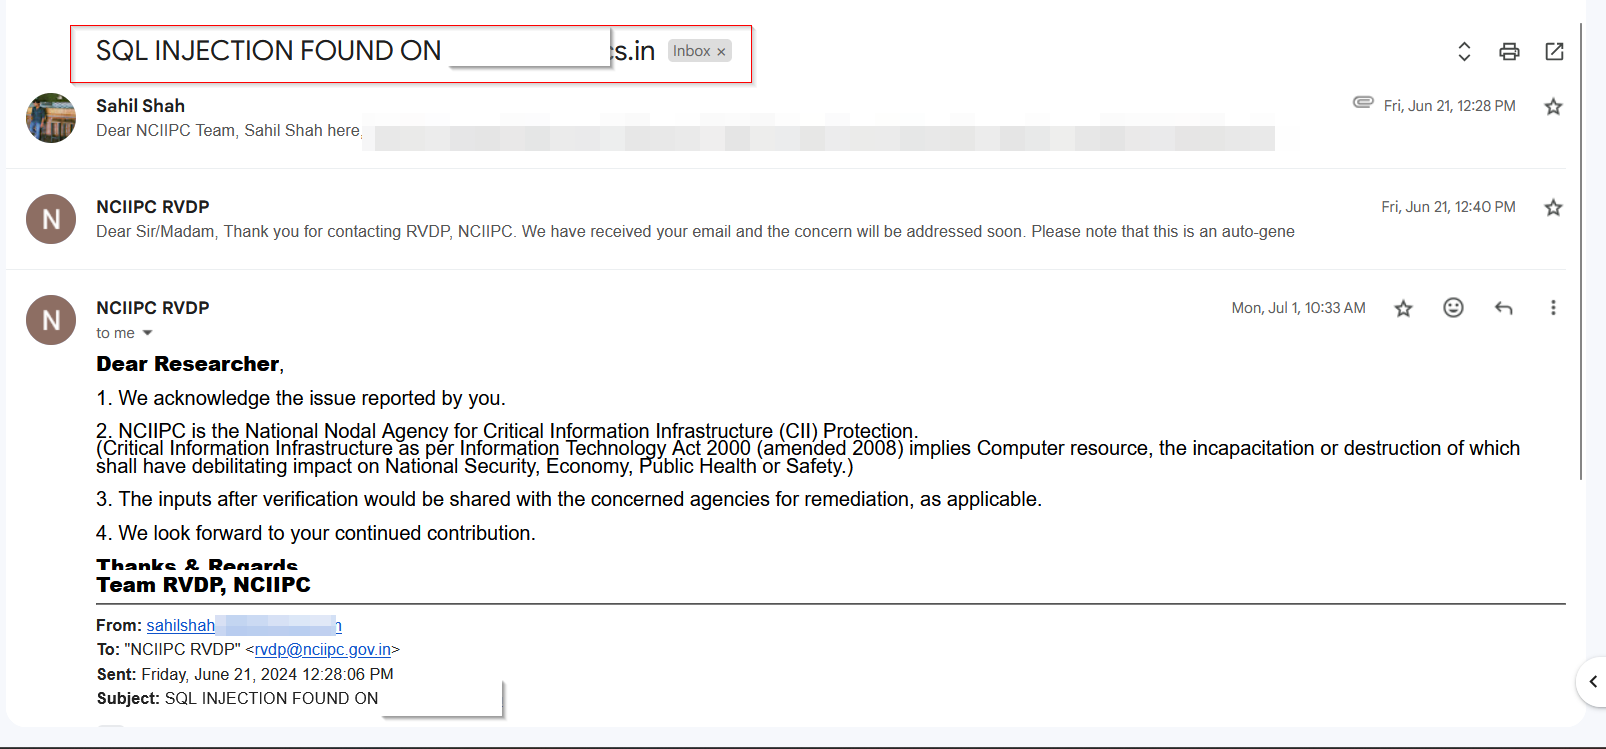 SQL INJECTION FOUND ON s.in Inbox ×
Sahil Shah Fri, Jun 21, 12:28 PM
Dear NCIIPC Team, Sahil Shah here,
N
NCIIPC RVDP Fri, Jun 21, 12:40 PM
Dear Sir/Madam, Thank you for contacting RVDP, NCIIPC. We have received your email and the concern will be addressed soon. Please note that this is an auto-gene
N
NCIIPC RVDP Mon, Jul 1, 10:33 AM
to me
Dear Researcher,
1. We acknowledge the issue reported by you.
2. NCIIPC is the National Nodal Agency for Critical Information Infrastructure (CII) Protection.
(Critical Information Infrastructure as per Information Technology Act 2000 (amended 2008) implies Computer resource, the incapacitation or destruction of which
shall have debilitating impact on National Security, Economy, Public Health or Safety.)
3. The inputs after verification would be shared with the concerned agencies for remediation, as applicable.
4. We look forward to your continued contribution.
Thanks & Regards
Team RVDP, NCIIPC
From: sahilshah
To: "NCIIPC RVDP" <rvdp@nciipc.gov.in>
Sent: Friday, June 21, 2024 12:28:06 PM
Subject: SQL INJECTION FOUND ON